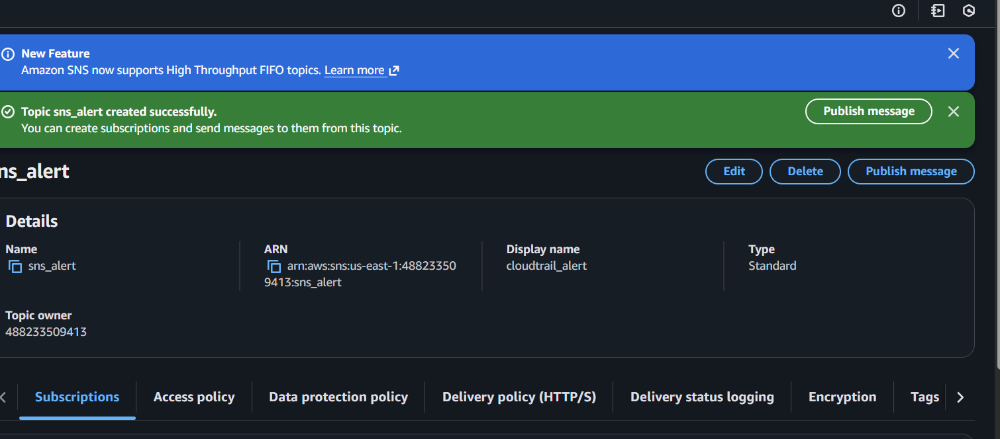 New Feature
Amazon SNS now supports High Throughput FIFO topics. Learn more
Topic sns_alert created successfully.
You can create subscriptions and send messages to them from this topic.
Publish message
ns_alert
Edit
Delete
Publish message
Details
Name
sns_alert
ARN
arn:aws:sns:us-east-1:48823350
9413:sns_alert
Display name
cloudtrail_alert
Type
Standard
Topic owner
488233509413
Subscriptions
Access policy
Data protection policy
Delivery policy (HTTP/S)
Delivery status logging
Encryption
Tags